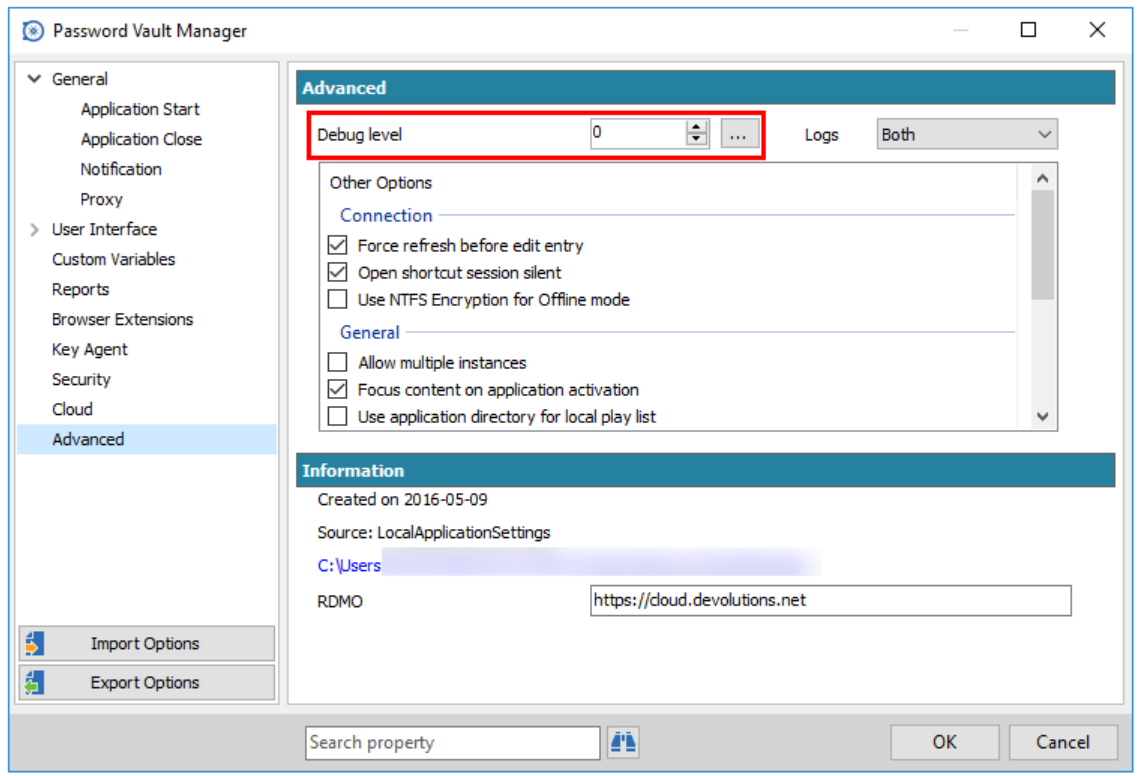 Password Vault Manager
General
Application Start
Application Close
Notification
Proxy
User Interface
Custom Variables
Reports
Browser Extensions
Key Agent
Security
Cloud
Advanced
Import Options
Export Options
Advanced
Debug level 0 ... Logs Both
Other Options
Connection
Force refresh before edit entry
Open shortcut session silent
Use NTFS Encryption for Offline mode
General
Allow multiple instances
Focus content on application activation
Use application directory for local play list
Information
Created on 2016-05-09
Source: LocalApplicationSettings
C:\Users
RDMO https://cloud.devolutions.net
Search property
OK Cancel